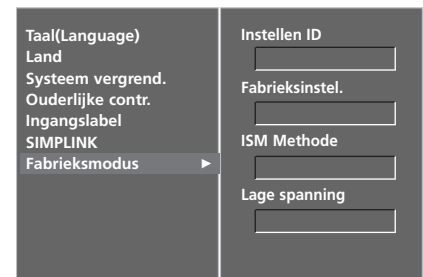 Taal(Language)
Land
Systeem vergrend.
Ouderlijke contr.
Ingangslabel
SIMPLINK
Fabrieksmodus ►
Instellen ID
Fabrieksinstel.
ISM Methode
Lage spanning